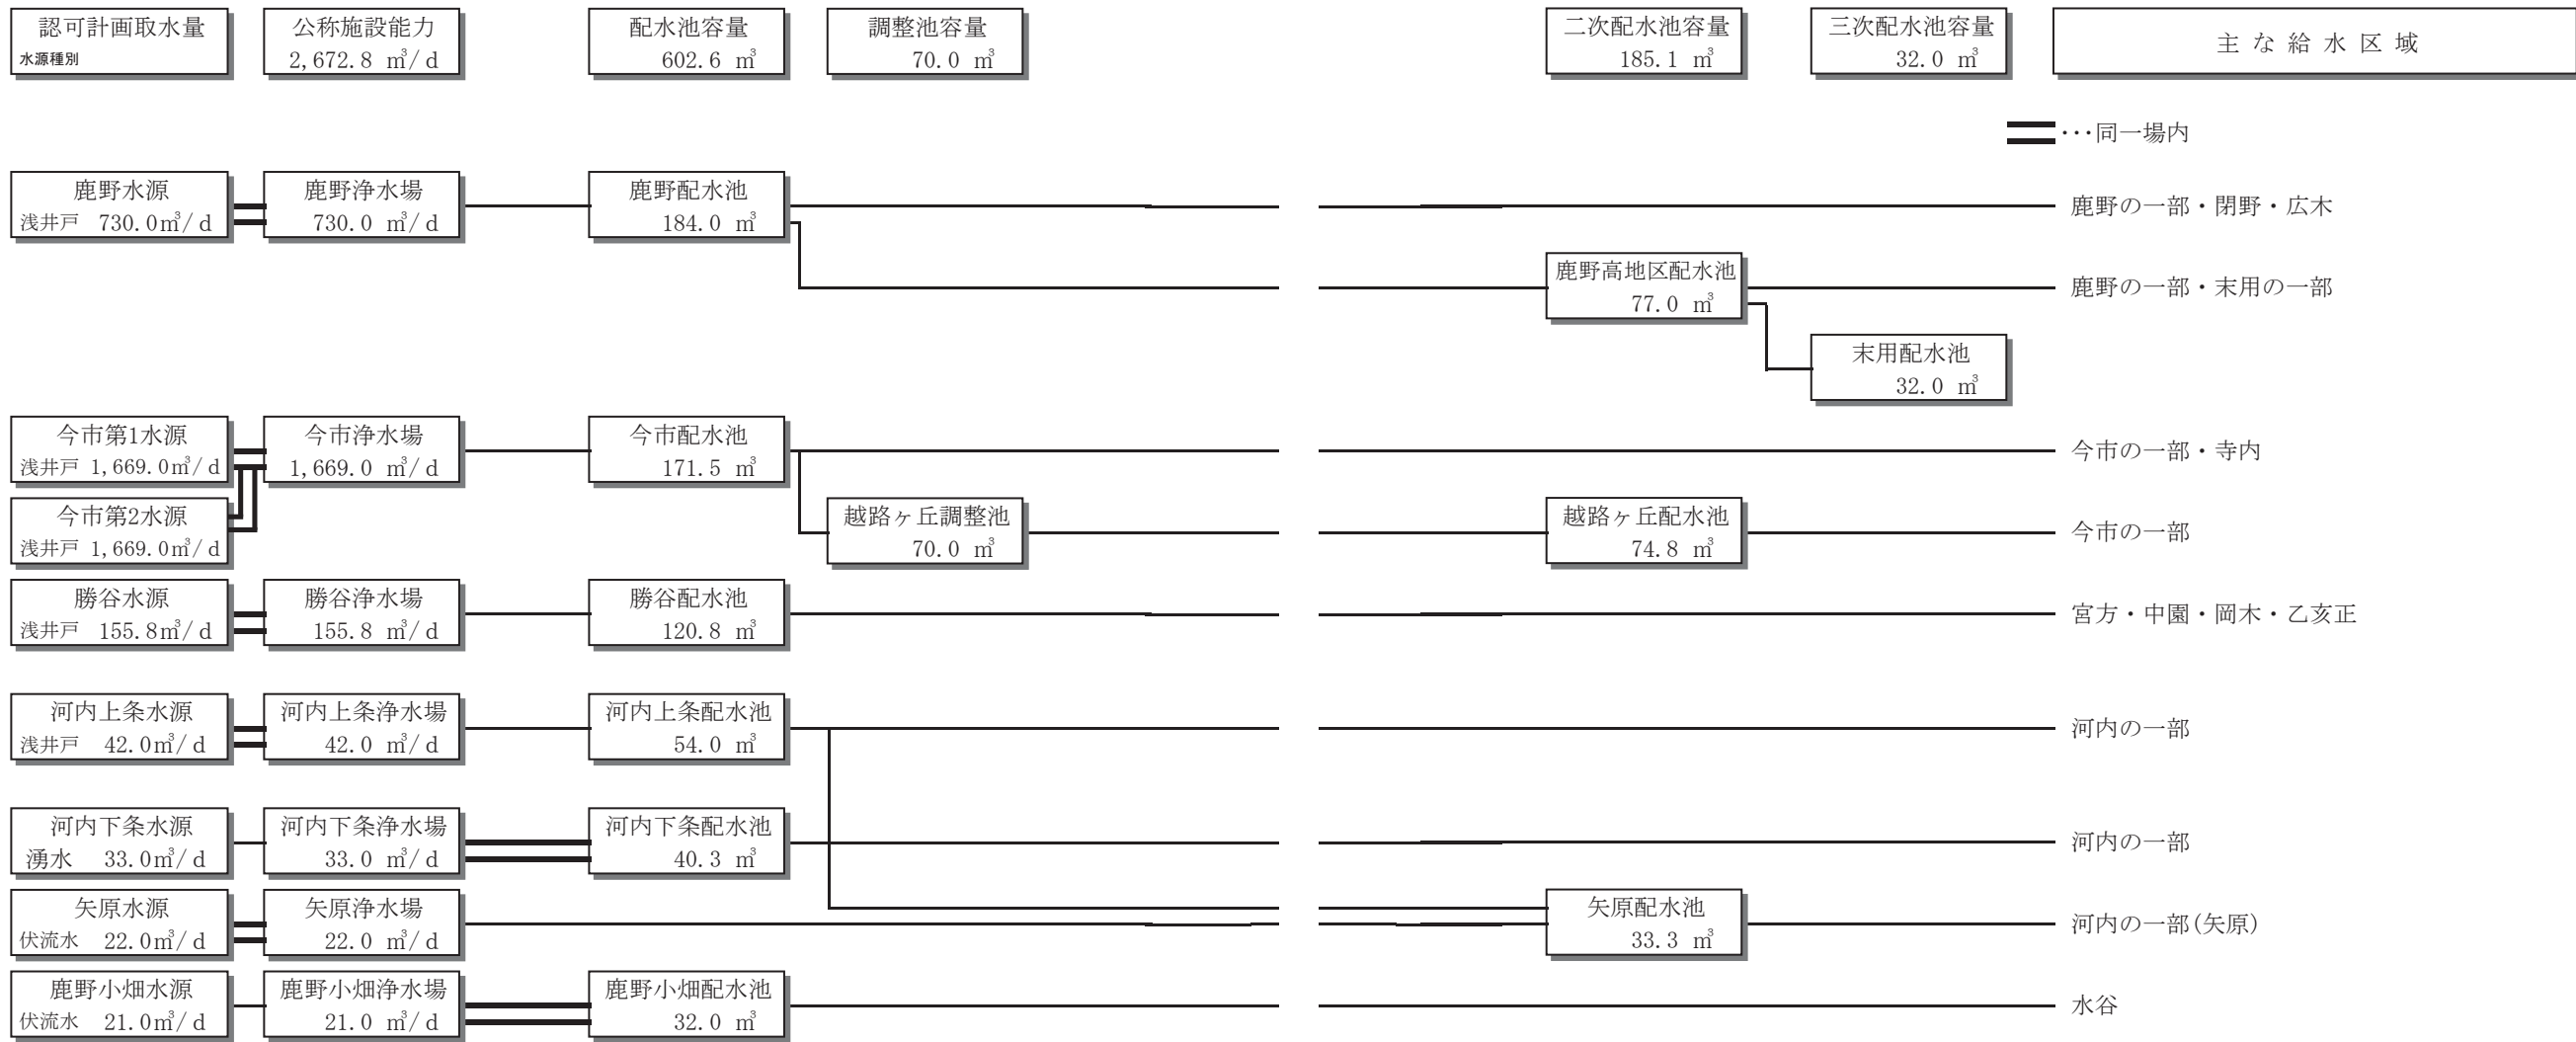 認可計画取水量
水源種別
公称施設能力
2,672.8 m³/d
配水池容量
602.6 m³
調整池容量
70.0 m³
二次配水池容量
185.1 m³
三次配水池容量
32.0 m³
主な給水区域
…同一場内
鹿野水源
浅井戸 730.0m³/d
鹿野浄水場
730.0 m³/d
鹿野配水池
184.0 m³
鹿野の一部・閉野・広木
鹿野高地区配水池
77.0 m³
鹿野の一部・末用の一部
末用配水池
32.0 m³
今市第1水源
浅井戸 1,669.0m³/d
今市浄水場
1,669.0 m³/d
今市配水池
171.5 m³
今市の一部・寺内
今市第2水源
浅井戸 1,669.0m³/d
越路ヶ丘調整池
70.0 m³
越路ヶ丘配水池
74.8 m³
今市の一部
勝谷水源
浅井戸 155.8m³/d
勝谷浄水場
155.8 m³/d
勝谷配水池
120.8 m³
宮方・中園・岡木・乙亥正
河内上条水源
浅井戸 42.0m³/d
河内上条浄水場
42.0 m³/d
河内上条配水池
54.0 m³
河内の一部
河内下条水源
湧水 33.0m³/d
河内下条浄水場
33.0 m³/d
河内下条配水池
40.3 m³
河内の一部
矢原水源
伏流水 22.0m³/d
矢原浄水場
22.0 m³/d
矢原配水池
33.3 m³
河内の一部(矢原)
鹿野小畑水源
伏流水 21.0m³/d
鹿野小畑浄水場
21.0 m³/d
鹿野小畑配水池
32.0 m³
水谷